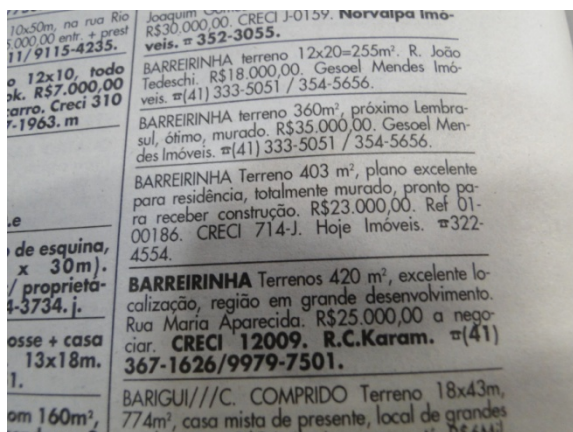 10x50m, na rua Rio
5.000,00 entr. + prest
11/9115-4235.
o 12x10, todo
ok. R$7.000,00
carro. Creci 310
7-1963. m
.e
de esquina,
x 30m).
/ proprietá-
4-3734. j.
osse + casa
13x18m.
1.
om 160m²,
Joaquim
R$30.000,00. CRECI J-0159. Norvalpa Imó-
veis. ☎352-3055.
BARREIRINHA terreno 12x20=255m². R. João
Tedeschi. R$18.000,00. Gesoel Mendes Imó-
veis. ☎(41) 333-5051 / 354-5656.
BARREIRINHA terreno 360m², próximo Lembra-
sul, ótimo, murado. R$35.000,00. Gesoel Men-
des Imóveis. ☎(41) 333-5051 / 354-5656.
BARREIRINHA Terreno 403 m², plano excelente
para residência, totalmente murado, pronto pa-
ra receber construção. R$23.000,00. Ref 01-
00186. CRECI 714-J. Hoje Imóveis. ☎322-
4554.
BARREIRINHA Terrenos 420 m², excelente lo-
calização, região em grande desenvolvimento.
Rua Maria Aparecida. R$25.000,00 a nego-
ciar. CRECI 12009. R.C.Karam. ☎(41)
367-1626/9979-7501.
BARIGUI///C. COMPRIDO Terreno 18x43m,
774m², casa mista de presente, local de grandes